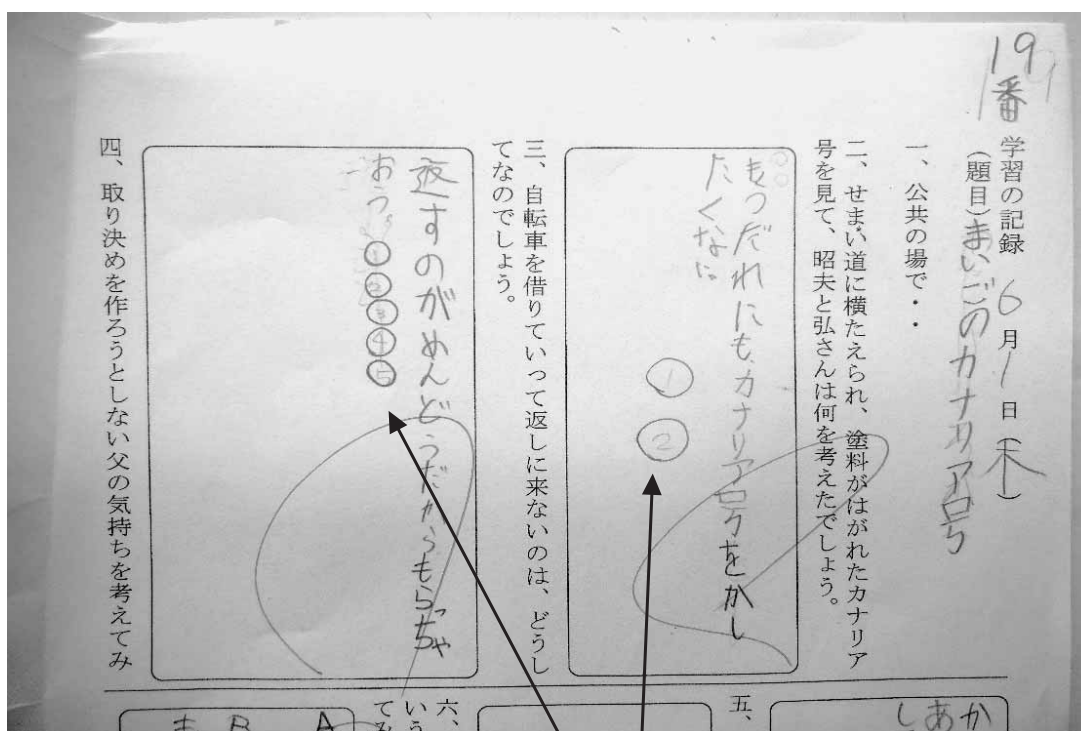 19番
学習の記録 6月1日(木)
(題目)まいごのカナリア号
一、公共の場で・・
二、せまい道に横たえられ、塗料がはがれたカナリア
号を見て、昭夫と弘さんは何を考えたでしょう。
もうだれにも、カナリア号をかし
たくない。
①
②
三、自転車を借りていって返しに来ないのは、どうし
てなのでしょう。
返すのがめんどうだからもらっちゃ
おう。①②③④⑤
四、取り決めを作ろうとしない父の気持ちを考えてみ
あか
し
五、
六、
いう
てみ
A
B